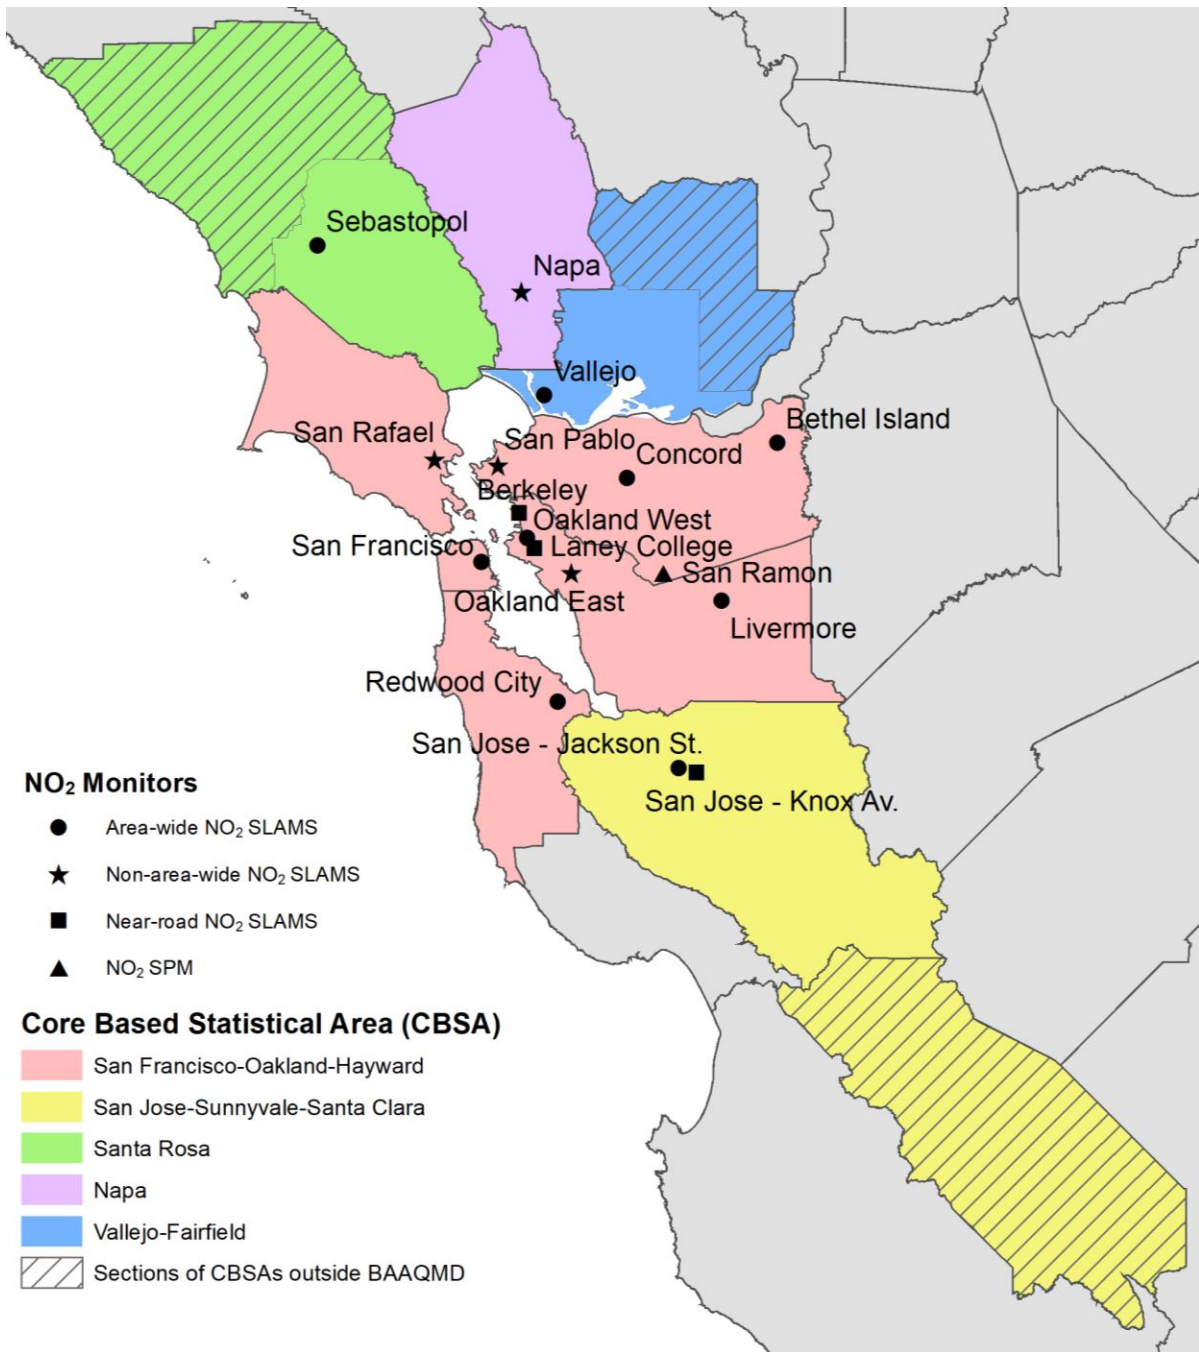 Sebastopol
Napa
Vallejo
Bethel Island
San Rafael
San Pablo
Concord
Berkeley
Oakland West
San Francisco
Laney College
San Ramon
Oakland East
Livermore
Redwood City
San Jose - Jackson St.
San Jose - Knox Av.
NO₂ Monitors
Area-wide NO₂ SLAMS
Non-area-wide NO₂ SLAMS
Near-road NO₂ SLAMS
NO₂ SPM
Core Based Statistical Area (CBSA)
San Francisco-Oakland-Hayward
San Jose-Sunnyvale-Santa Clara
Santa Rosa
Napa
Vallejo-Fairfield
Sections of CBSAs outside BAAQMD